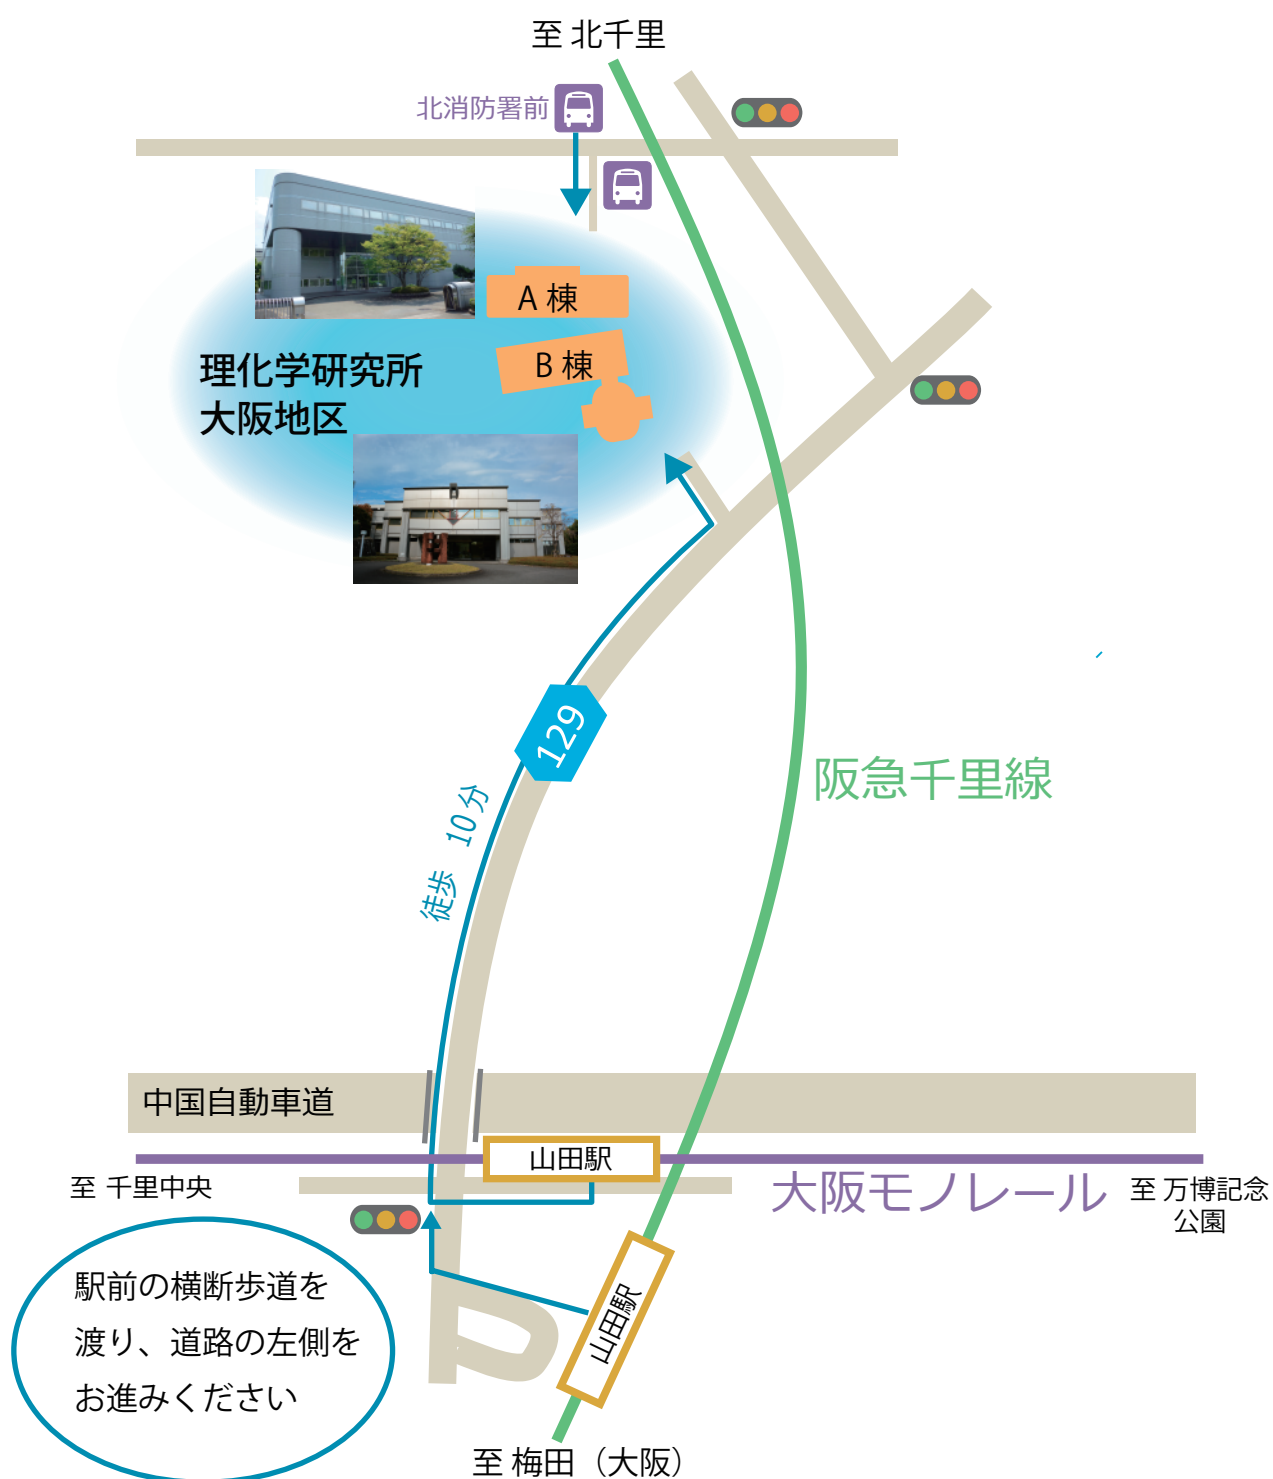 至 北千里
北消防署前
A 棟
B 棟
理化学研究所
大阪地区
129
徒歩 10 分
阪急千里線
中国自動車道
山田駅
大阪モノレール
至 千里中央
至 万博記念
公園
駅前の横断歩道を
渡り、道路の左側を
お進みください
山田駅
至 梅田（大阪）